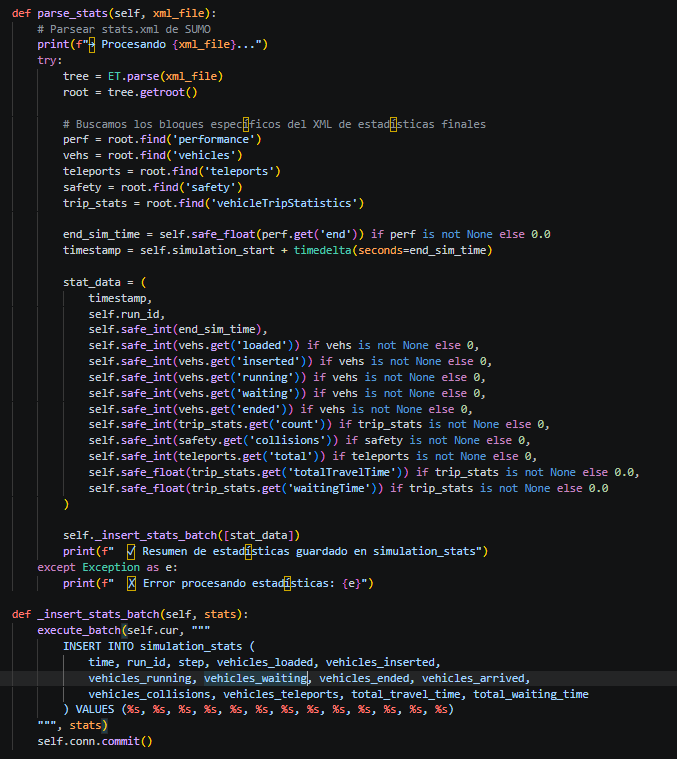 def parse_stats(self, xml_file):
# Parsear stats.xml de SUMO
print(f"→ Procesando {xml_file}...")
try:
tree = ET.parse(xml_file)
root = tree.getroot()
# Buscamos los bloques específicos del XML de estadísticas finales
perf = root.find('performance')
vehs = root.find('vehicles')
teleports = root.find('teleports')
safety = root.find('safety')
trip_stats = root.find('vehicleTripStatistics')
end_sim_time = self.safe_float(perf.get('end')) if perf is not None else 0.0
timestamp = self.simulation_start + timedelta(seconds=end_sim_time)
stat_data = (
timestamp,
self.run_id,
self.safe_int(end_sim_time),
self.safe_int(vehs.get('loaded')) if vehs is not None else 0,
self.safe_int(vehs.get('inserted')) if vehs is not None else 0,
self.safe_int(vehs.get('running')) if vehs is not None else 0,
self.safe_int(vehs.get('waiting')) if vehs is not None else 0,
self.safe_int(vehs.get('ended')) if vehs is not None else 0,
self.safe_int(trip_stats.get('count')) if trip_stats is not None else 0,
self.safe_int(safety.get('collisions')) if safety is not None else 0,
self.safe_int(teleports.get('total')) if teleports is not None else 0,
self.safe_float(trip_stats.get('totalTravelTime')) if trip_stats is not None else 0.0,
self.safe_float(trip_stats.get('waitingTime')) if trip_stats is not None else 0.0
)
self._insert_stats_batch([stat_data])
print(f"  ✓ Resumen de estadísticas guardado en simulation_stats")
except Exception as e:
print(f"  ✗ Error procesando estadísticas: {e}")
def _insert_stats_batch(self, stats):
execute_batch(self.cur, """
INSERT INTO simulation_stats (
time, run_id, step, vehicles_loaded, vehicles_inserted,
vehicles_running, vehicles_waiting, vehicles_ended, vehicles_arrived,
vehicles_collisions, vehicles_teleports, total_travel_time, total_waiting_time
) VALUES (%s, %s, %s, %s, %s, %s, %s, %s, %s, %s, %s, %s, %s)
""", stats)
self.conn.commit()